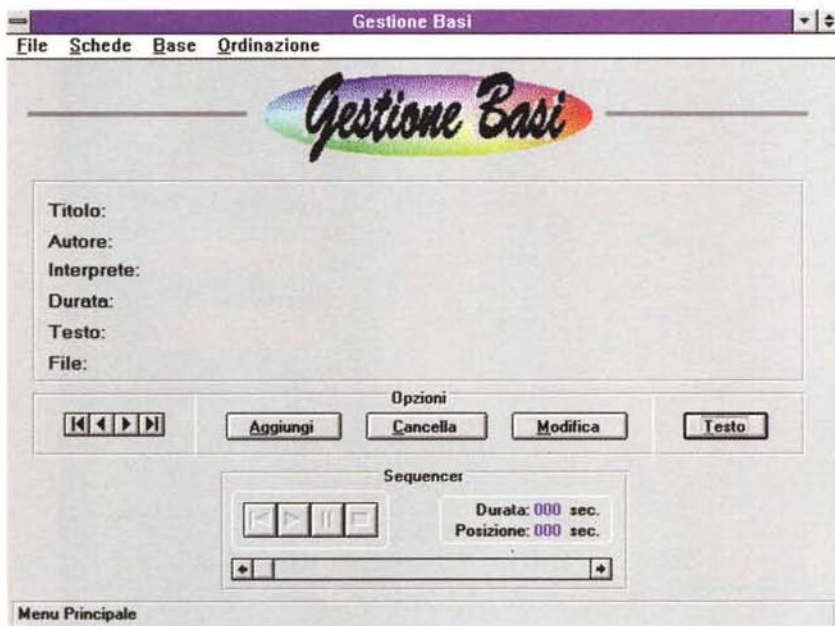 Gestione Basi
File Schede Base Ordinazione
Gestione Basi
Titolo:
Autore:
Interprete:
Durata:
Testo:
File:
Opzioni
Aggiungi Cancella Modifica Testo
Sequencer
Durata: 000 sec.
Posizione: 000 sec.
Menu Principale